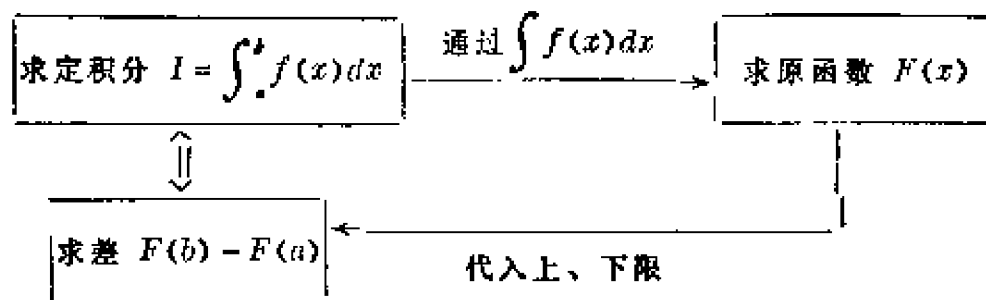 求定积分 I = ∫_a^b f(x)dx
通过∫f(x)dx
求原函数 F(x)
求差 F(b) - F(a)
代入上、下限